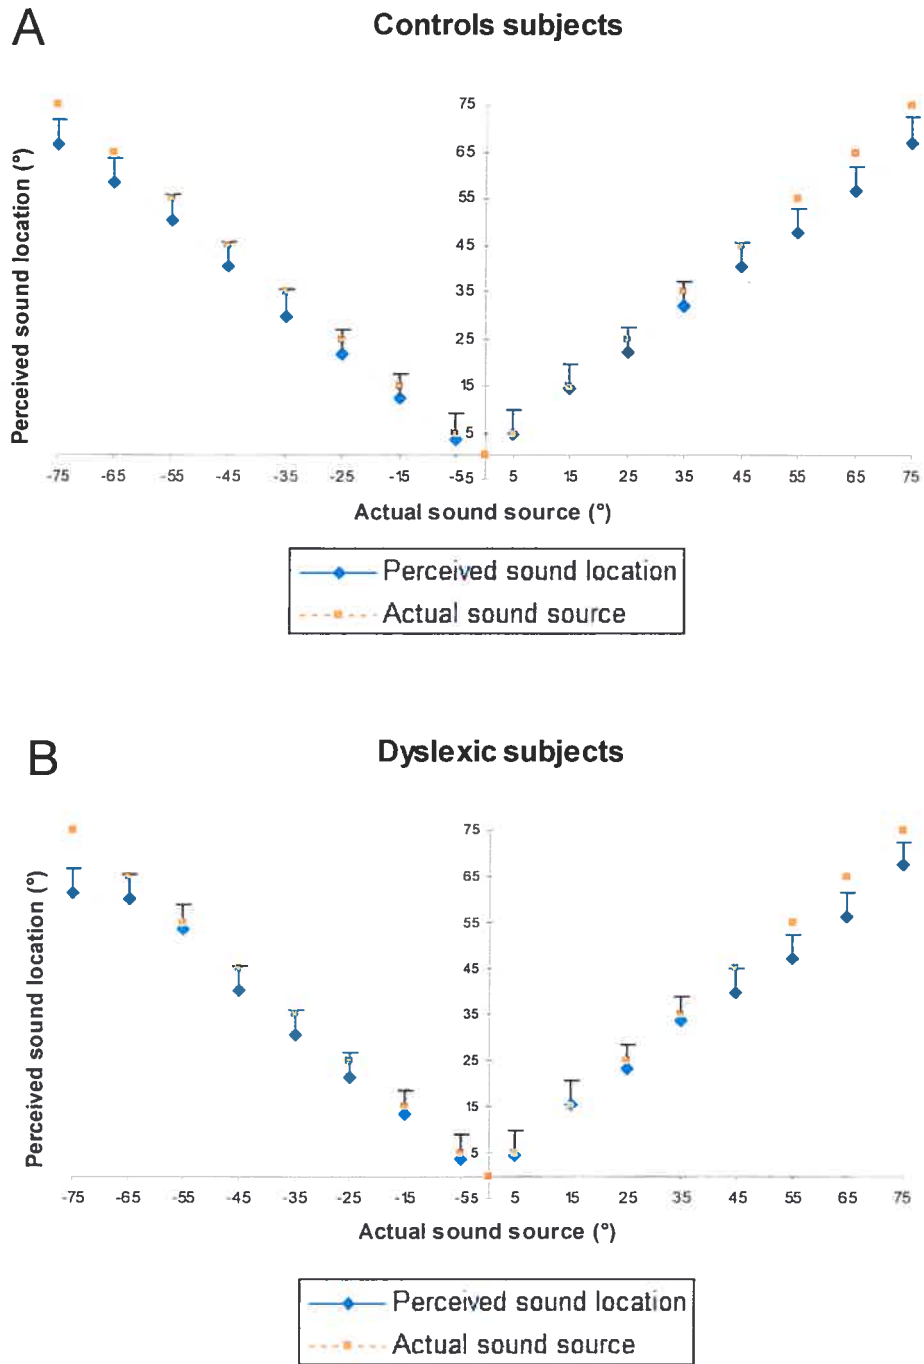 A
Controls subjects
75
65
55
45
35
25
15
5
Perceived sound location (°)
-75 -65 -55 -45 -35 -25 -15 -55 5 15 25 35 45 55 65 75
Actual sound source (°)
Perceived sound location
Actual sound source
B
Dyslexic subjects
75
65
55
45
35
25
15
5
Perceived sound location (°)
-75 -65 -55 -45 -35 -25 -15 -55 5 15 25 35 45 55 65 75
Actual sound source (°)
Perceived sound location
Actual sound source